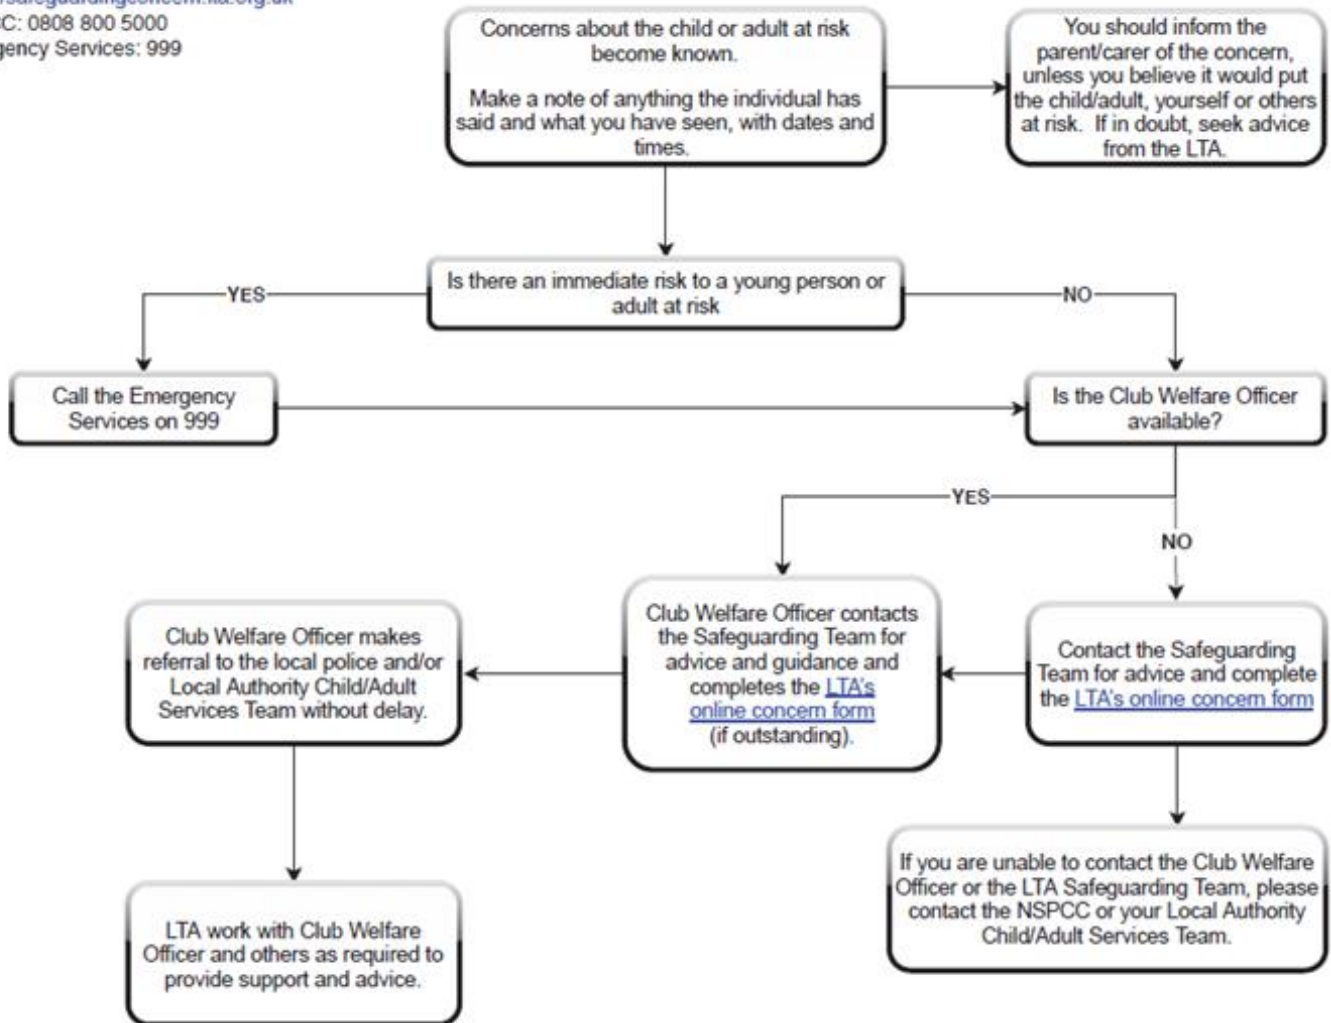 safeguardingconcern.lta.org.uk
C: 0808 800 5000
gency Services: 999
Concerns about the child or adult at risk
become known.
Make a note of anything the individual has
said and what you have seen, with dates and
times.
You should inform the
parent/carer of the concern,
unless you believe it would put
the child/adult, yourself or others
at risk. If in doubt, seek advice
from the LTA.
Is there an immediate risk to a young person or
adult at risk
YES
NO
Call the Emergency
Services on 999
Is the Club Welfare Officer
available?
YES
NO
Club Welfare Officer makes
referral to the local police and/or
Local Authority Child/Adult
Services Team without delay.
Club Welfare Officer contacts
the Safeguarding Team for
advice and guidance and
completes the LTA's
online concern form
(if outstanding).
Contact the Safeguarding
Team for advice and complete
the LTA's online concern form
LTA work with Club Welfare
Officer and others as required to
provide support and advice.
If you are unable to contact the Club Welfare
Officer or the LTA Safeguarding Team, please
contact the NSPCC or your Local Authority
Child/Adult Services Team.